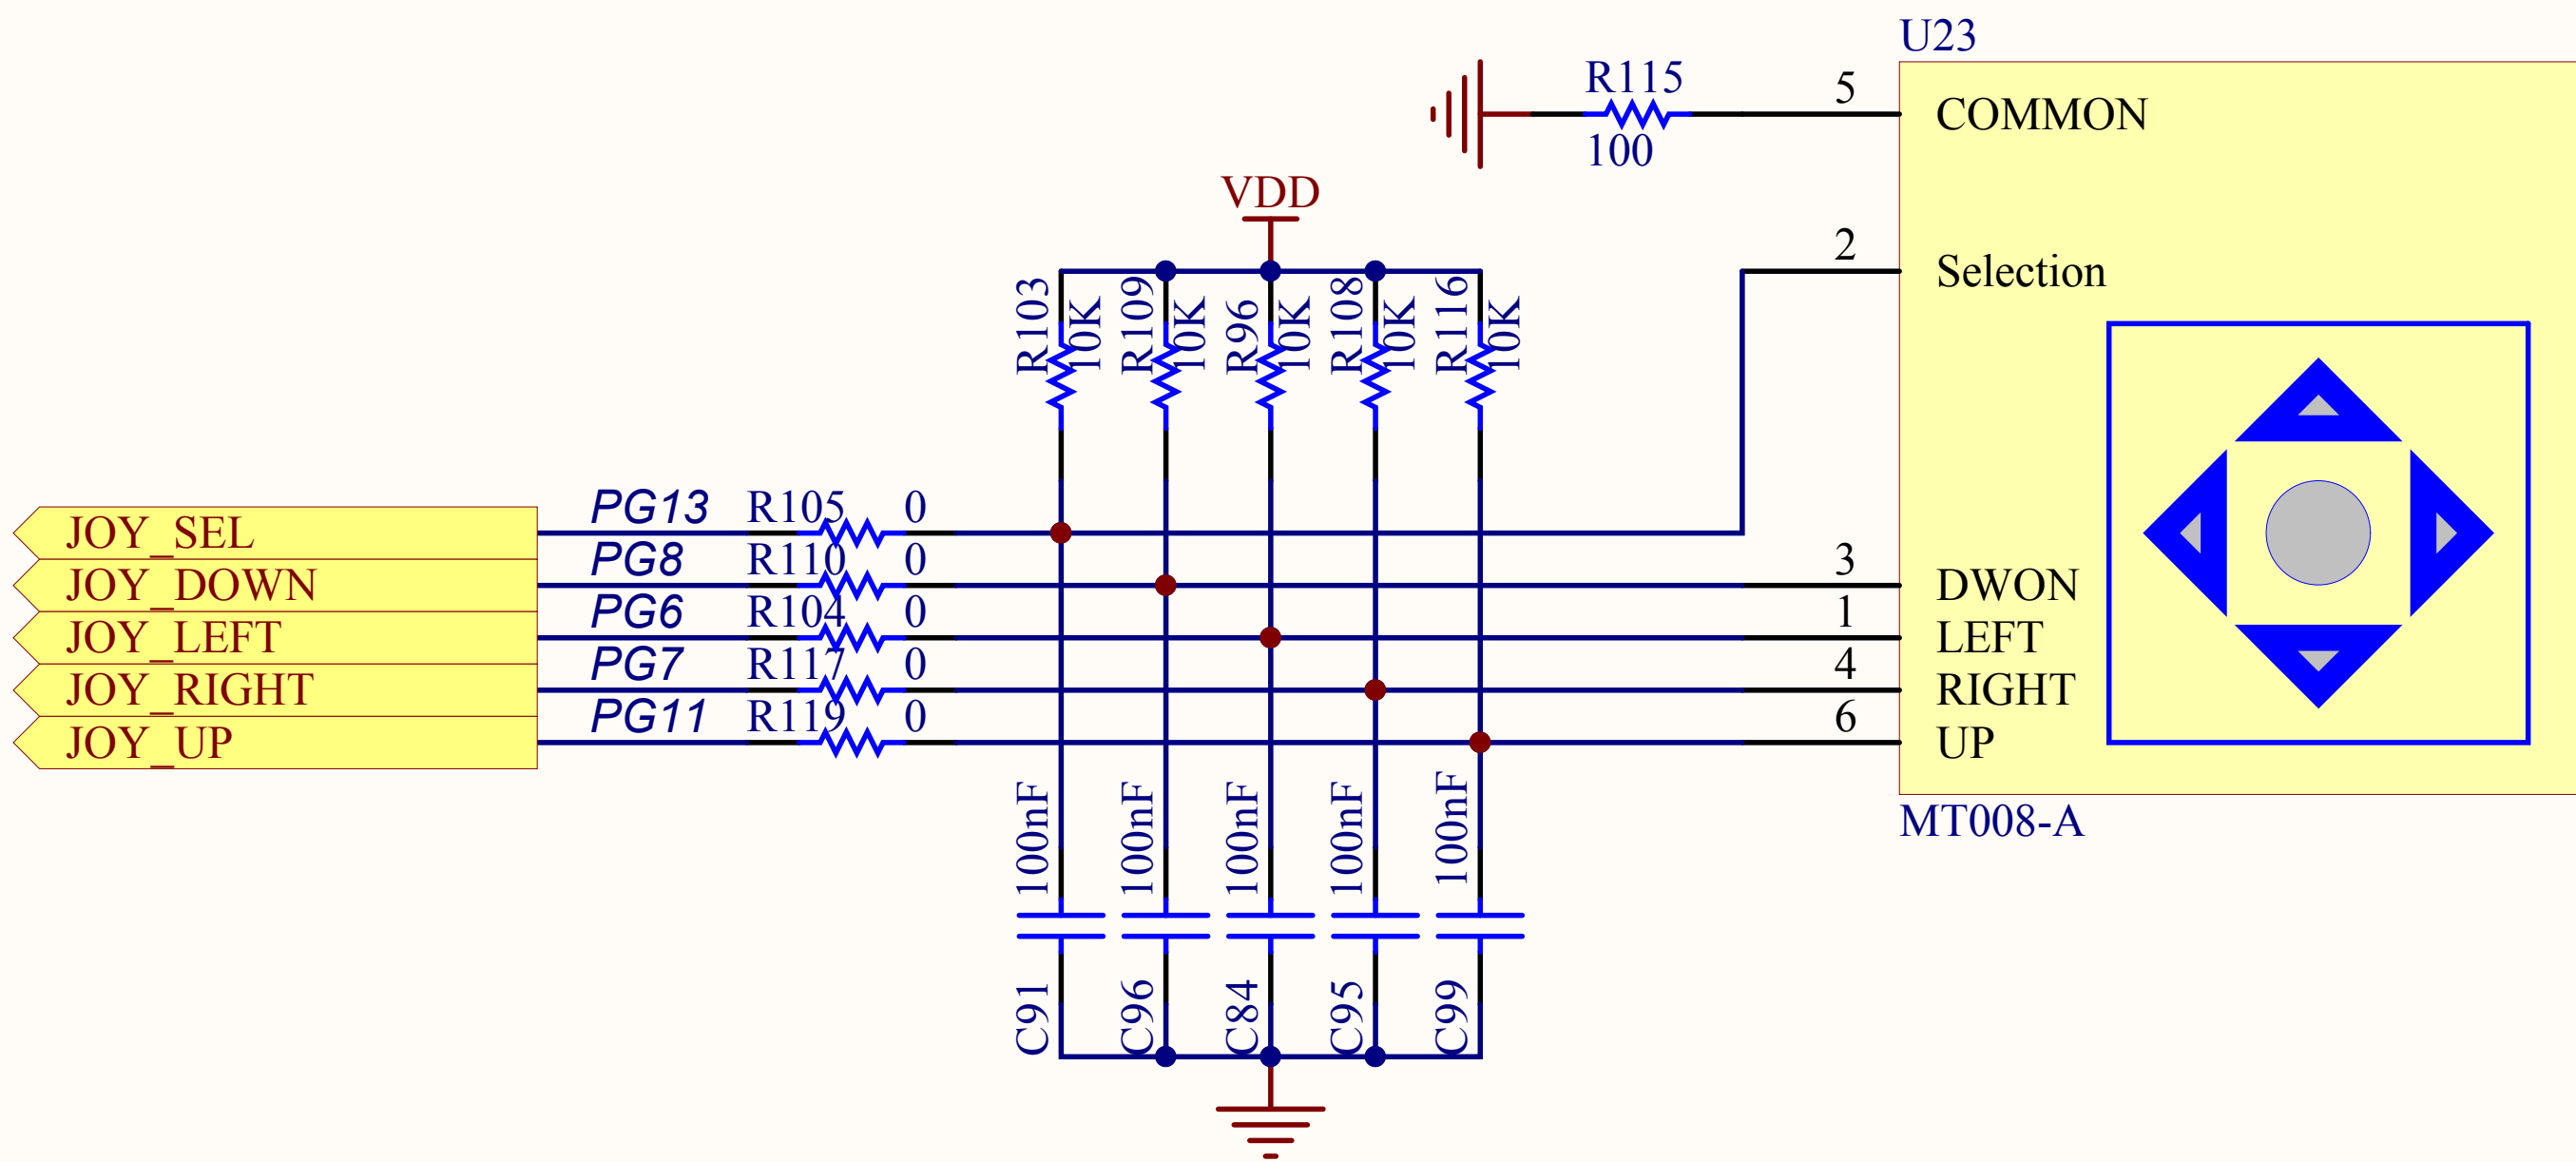 U23
R115
5
COMMON
100
VDD
2
Selection
R103
10K
R109
10K
R96
10K
R108
10K
R116
10K
JOY_SEL
PG13
R105
0
JOY_DOWN
PG8
R110
0
3
DWON
JOY_LEFT
PG6
R104
0
1
LEFT
JOY_RIGHT
PG7
R117
0
4
RIGHT
JOY_UP
PG11
R119
0
6
UP
MT008-A
100nF
100nF
100nF
100nF
100nF
C91
C96
C84
C95
C99